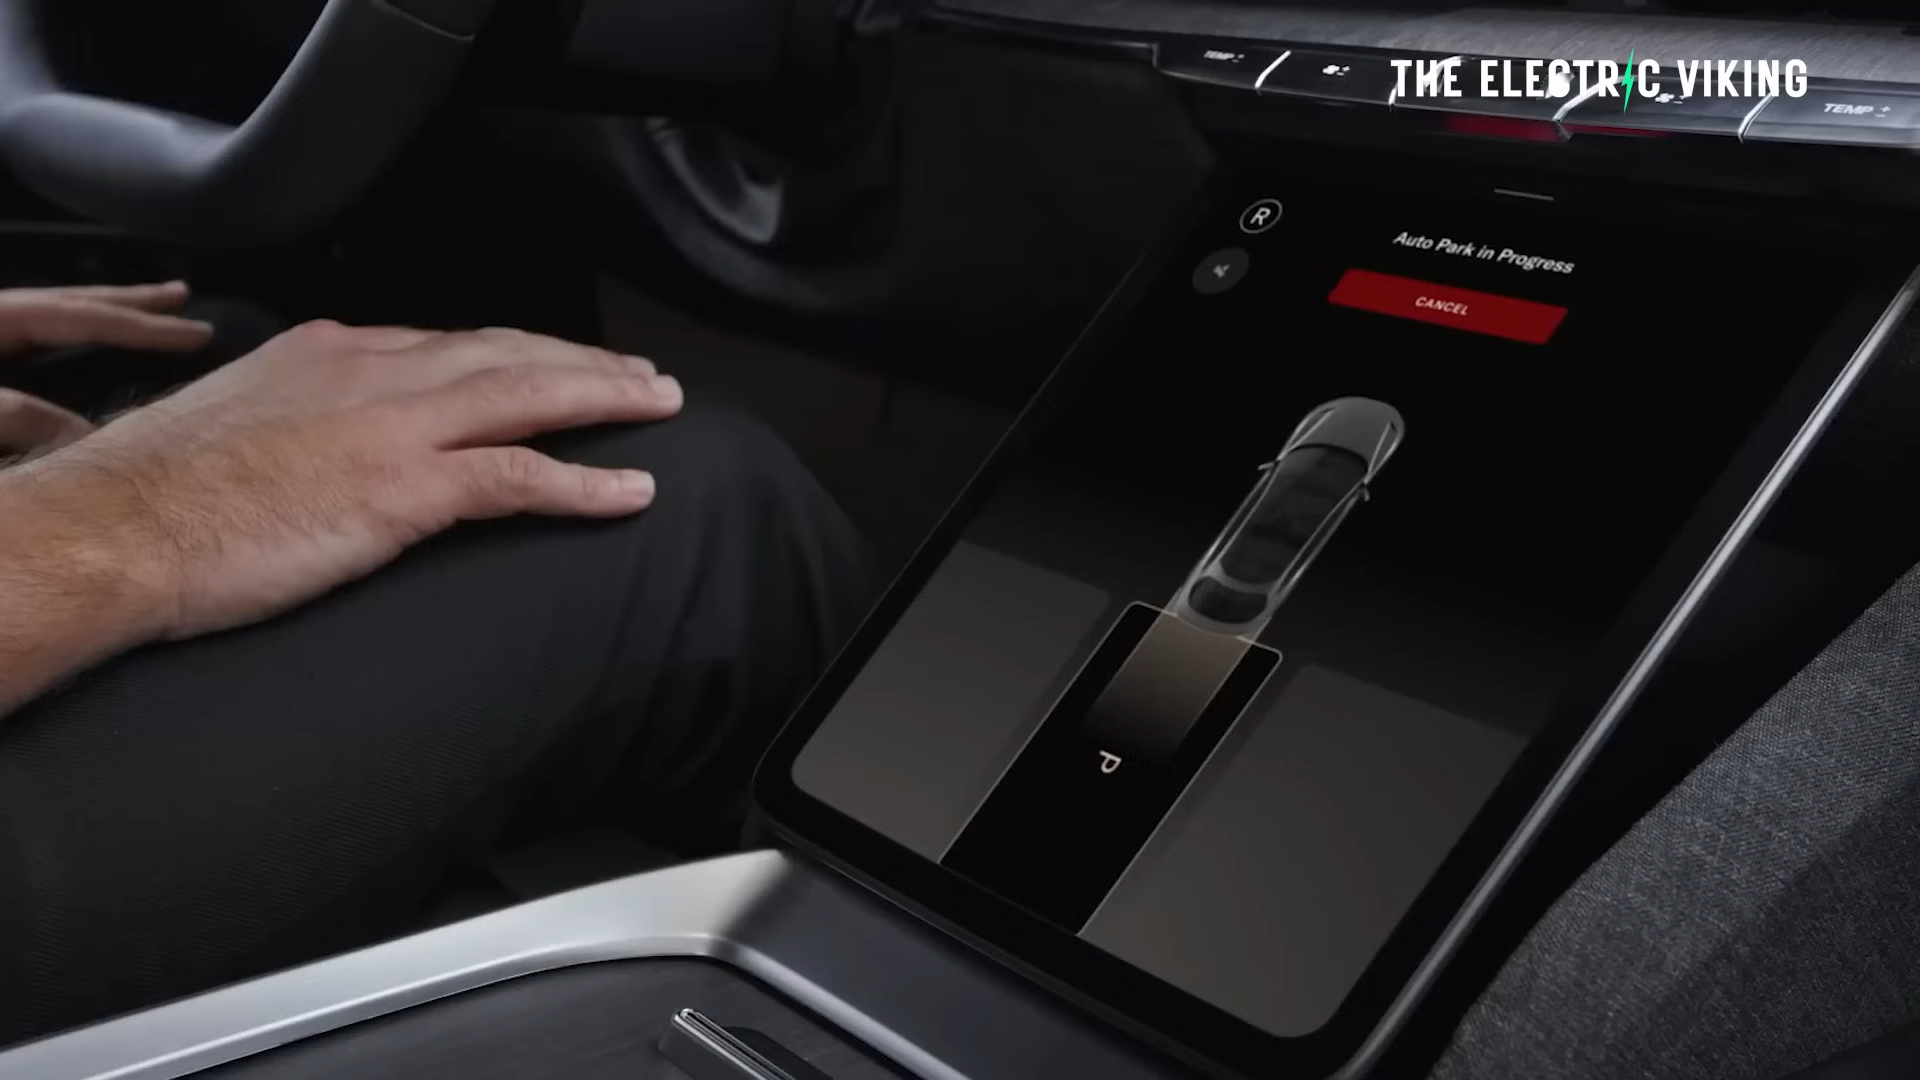 THE ELECTRIC VIKING
TEMP
TEMP
R
Auto Park in Progress
CANCEL
P